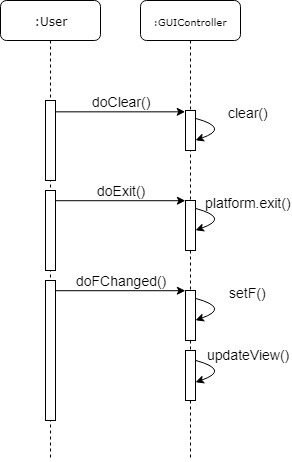 :User
:GUIController
doClear()
clear()
doExit()
platform.exit()
doFChanged()
setF()
updateView()